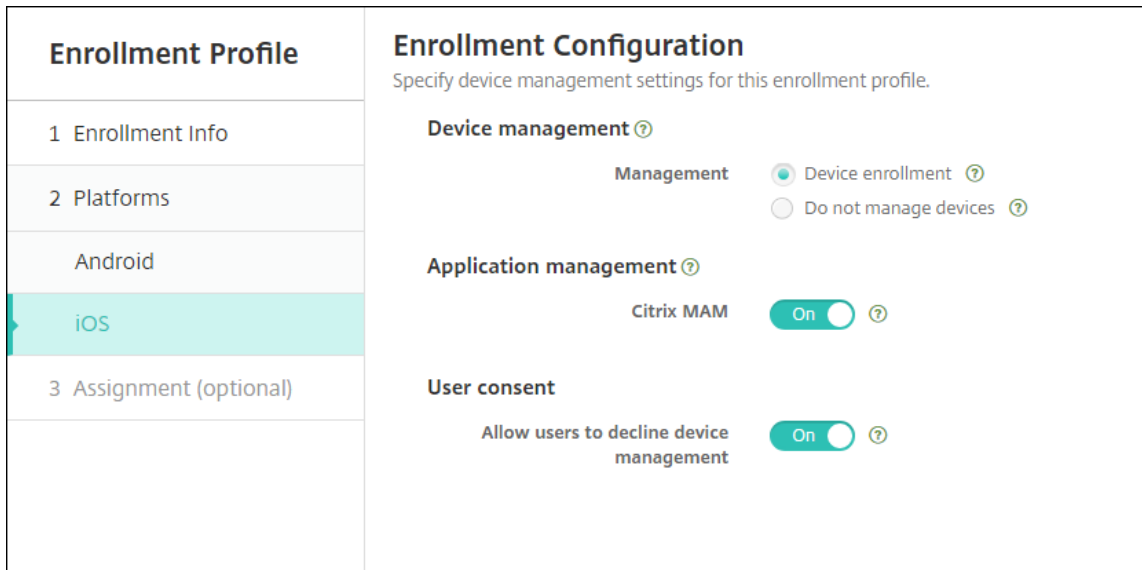 Enrollment Profile
1 Enrollment Info
2 Platforms
Android
iOS
3 Assignment (optional)
Enrollment Configuration
Specify device management settings for this enrollment profile.
Device management ?
Management
Device enrollment ?
Do not manage devices ?
Application management ?
Citrix MAM
On ?
User consent
Allow users to decline device
management
On ?